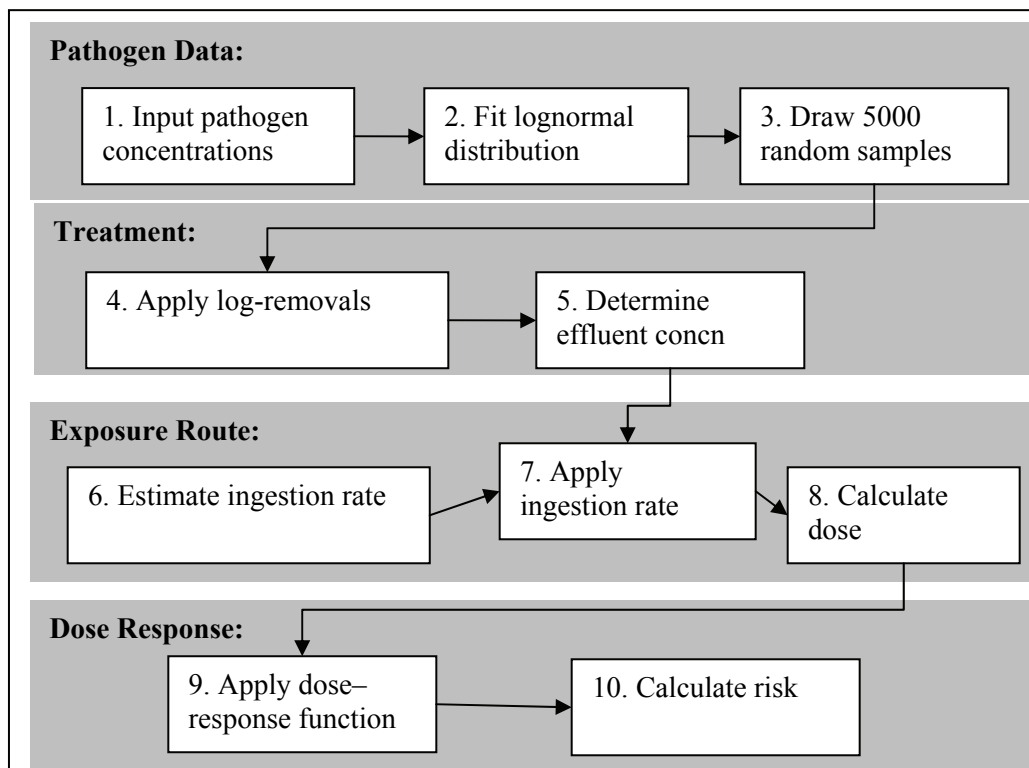 Pathogen Data:
1. Input pathogen
concentrations
2. Fit lognormal
distribution
3. Draw 5000
random samples
Treatment:
4. Apply log-removals
5. Determine
effluent concn
Exposure Route:
6. Estimate ingestion rate
7. Apply
ingestion rate
8. Calculate
dose
Dose Response:
9. Apply dose–
response function
10. Calculate risk